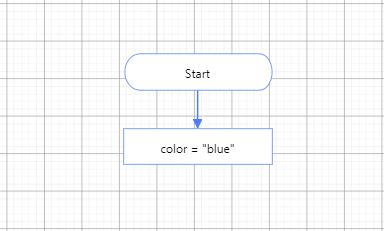 Start
color = "blue"